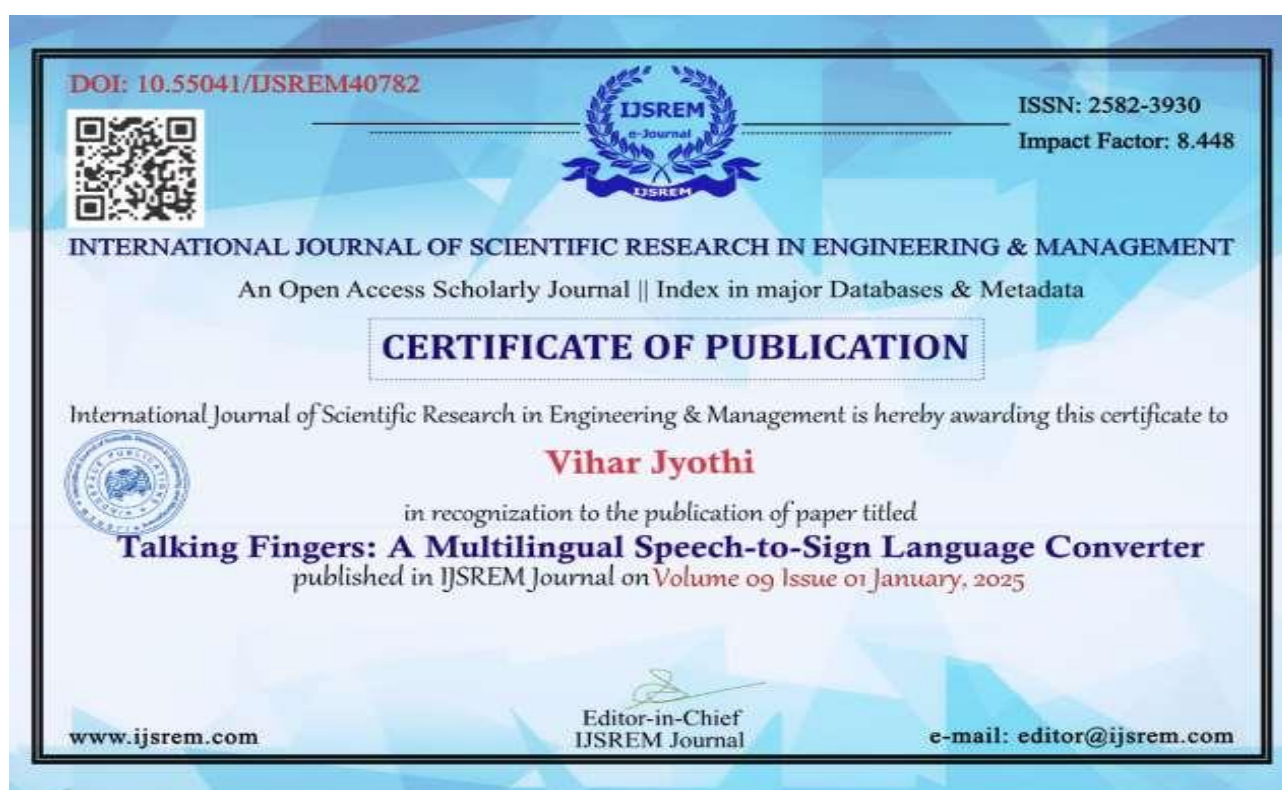 DOI: 10.55041/IJSREM40782
IJSREM
e-Journal
IJSREM
ISSN: 2582-3930
Impact Factor: 8.448
INTERNATIONAL JOURNAL OF SCIENTIFIC RESEARCH IN ENGINEERING & MANAGEMENT
An Open Access Scholarly Journal || Index in major Databases & Metadata
CERTIFICATE OF PUBLICATION
International Journal of Scientific Research in Engineering & Management is hereby awarding this certificate to
Vihar Jyothi
in recognization to the publication of paper titled
Talking Fingers: A Multilingual Speech-to-Sign Language Converter
published in IJSREM Journal on Volume 09 Issue 01 January, 2025
Editor-in-Chief
IJSREM Journal
www.ijsrem.com
e-mail: editor@ijsrem.com